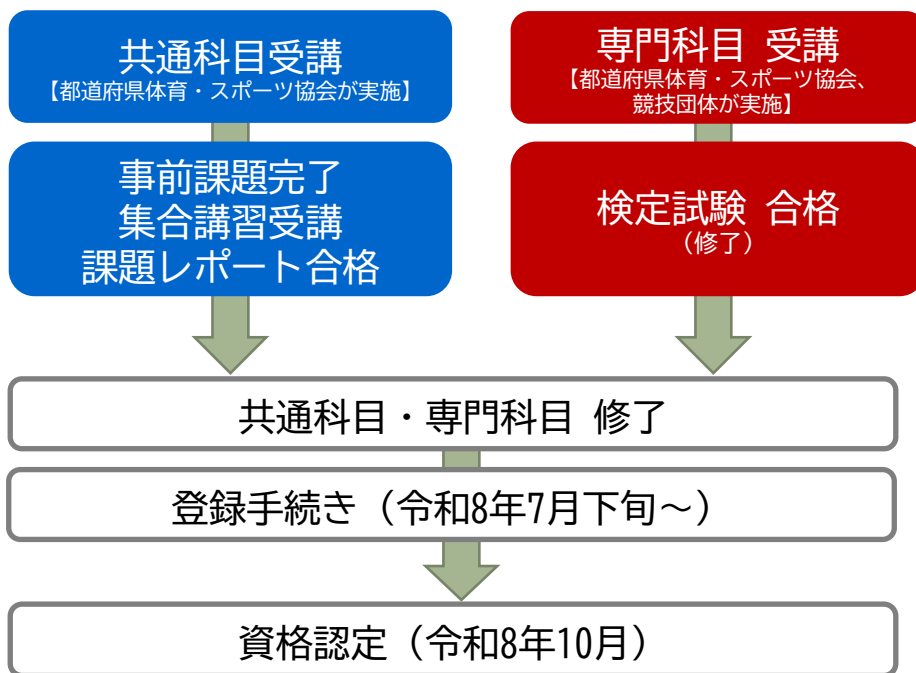 共通科目受講
【都道府県体育・スポーツ協会が実施】
事前課題完了
集合講習受講
課題レポート合格
専門科目 受講
【都道府県体育・スポーツ協会、
競技団体が実施】
検定試験 合格
（修了）
共通科目・専門科目 修了
登録手続き（令和8年7月下旬～）
資格認定（令和8年10月）